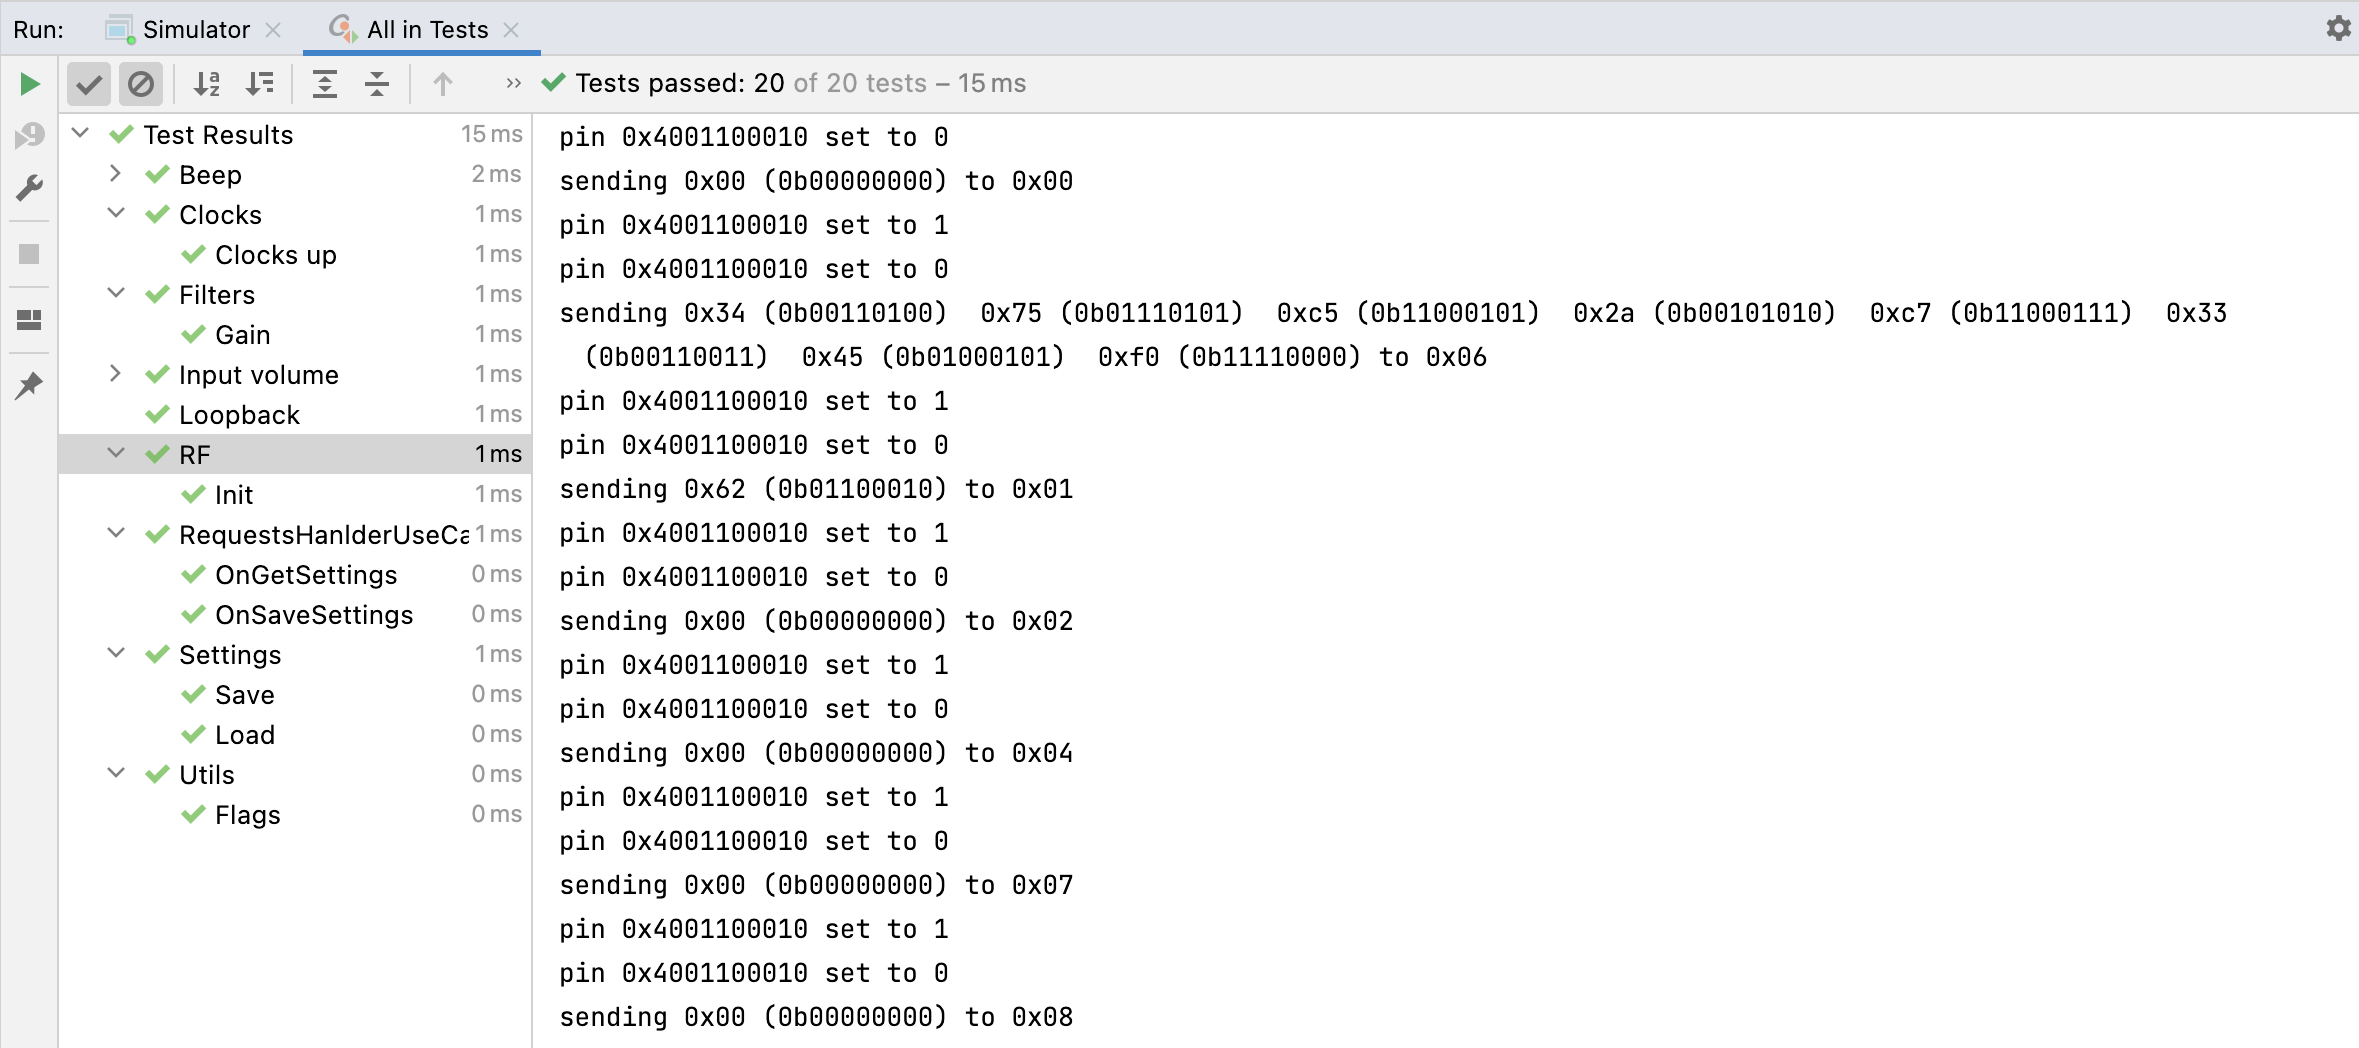 Run: Simulator All in Tests
» Tests passed: 20 of 20 tests – 15 ms
Test Results 15 ms
Beep 2 ms
Clocks 1 ms
Clocks up 1 ms
Filters 1 ms
Gain 1 ms
Input volume 1 ms
Loopback 1 ms
RF 1 ms
Init 1 ms
RequestsHanlderUseCa 1 ms
OnGetSettings 0 ms
OnSaveSettings 0 ms
Settings 1 ms
Save 0 ms
Load 0 ms
Utils 0 ms
Flags 0 ms
pin 0x4001100010 set to 0
sending 0x00 (0b00000000) to 0x00
pin 0x4001100010 set to 1
pin 0x4001100010 set to 0
sending 0x34 (0b00110100)  0x75 (0b01110101)  0xc5 (0b11000101)  0x2a (0b00101010)  0xc7 (0b11000111)  0x33
(0b00110011)  0x45 (0b01000101)  0xf0 (0b11110000) to 0x06
pin 0x4001100010 set to 1
pin 0x4001100010 set to 0
sending 0x62 (0b01100010) to 0x01
pin 0x4001100010 set to 1
pin 0x4001100010 set to 0
sending 0x00 (0b00000000) to 0x02
pin 0x4001100010 set to 1
pin 0x4001100010 set to 0
sending 0x00 (0b00000000) to 0x04
pin 0x4001100010 set to 1
pin 0x4001100010 set to 0
sending 0x00 (0b00000000) to 0x07
pin 0x4001100010 set to 1
pin 0x4001100010 set to 0
sending 0x00 (0b00000000) to 0x08